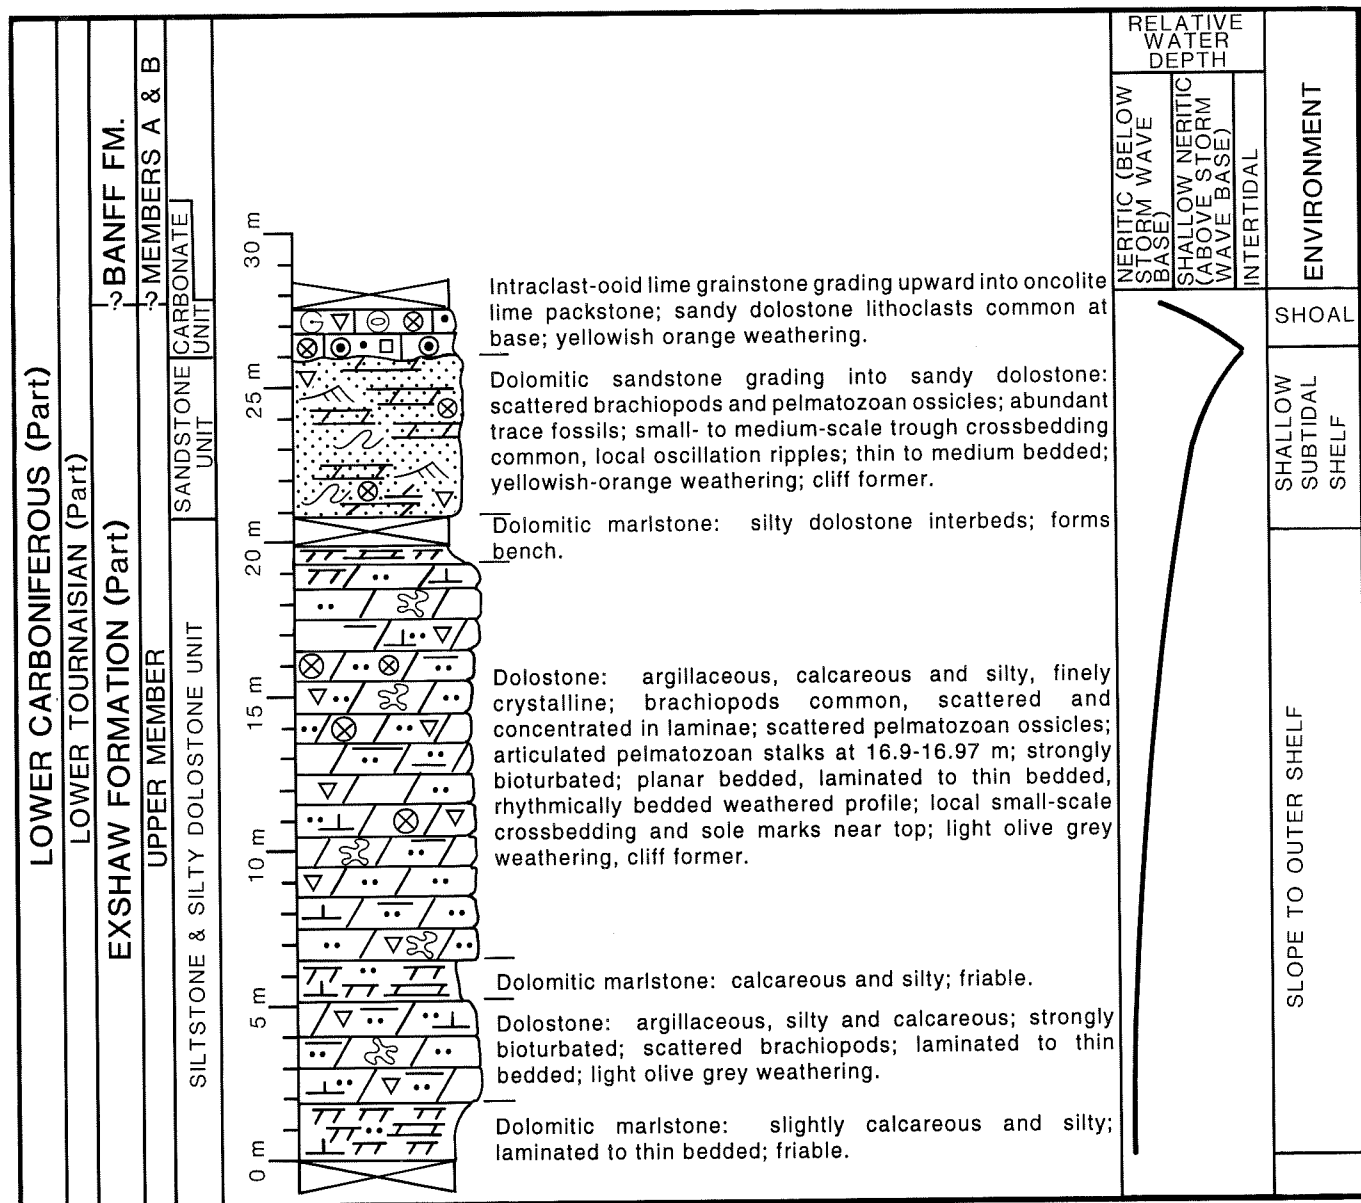 LOWER CARBONIFEROUS (Part)
LOWER TOURNAISIAN (Part)
EXSHAW FORMATION (Part)
-?- BANFF FM.
UPPER MEMBER
-?- MEMBERS A & B
SILTSTONE & SILTY DOLOSTONE UNIT
SANDSTONE
UNIT
CARBONATE
UNIT
30 m
25 m
20 m
15 m
10 m
5 m
0 m
Intraclast-ooid lime grainstone grading upward into oncolite
lime packstone; sandy dolostone lithoclasts common at
base; yellowish orange weathering.
Dolomitic sandstone grading into sandy dolostone:
scattered brachiopods and pelmatozoan ossicles; abundant
trace fossils; small- to medium-scale trough crossbedding
common, local oscillation ripples; thin to medium bedded;
yellowish-orange weathering; cliff former.
Dolomitic marlstone: silty dolostone interbeds; forms
bench.
Dolostone: argillaceous, calcareous and silty, finely
crystalline; brachiopods common, scattered and
concentrated in laminae; scattered pelmatozoan ossicles;
articulated pelmatozoan stalks at 16.9-16.97 m; strongly
bioturbated; planar bedded, laminated to thin bedded,
rhythmically bedded weathered profile; local small-scale
crossbedding and sole marks near top; light olive grey
weathering, cliff former.
Dolomitic marlstone: calcareous and silty; friable.
Dolostone: argillaceous, silty and calcareous; strongly
bioturbated; scattered brachiopods; laminated to thin
bedded; light olive grey weathering.
Dolomitic marlstone: slightly calcareous and silty;
laminated to thin bedded; friable.
RELATIVE
WATER
DEPTH
NERITIC (BELOW
STORM WAVE
BASE)
SHALLOW NERITIC
(ABOVE STORM
WAVE BASE)
INTERTIDAL
ENVIRONMENT
SHOAL
SHALLOW
SUBTIDAL
SHELF
SLOPE TO OUTER SHELF